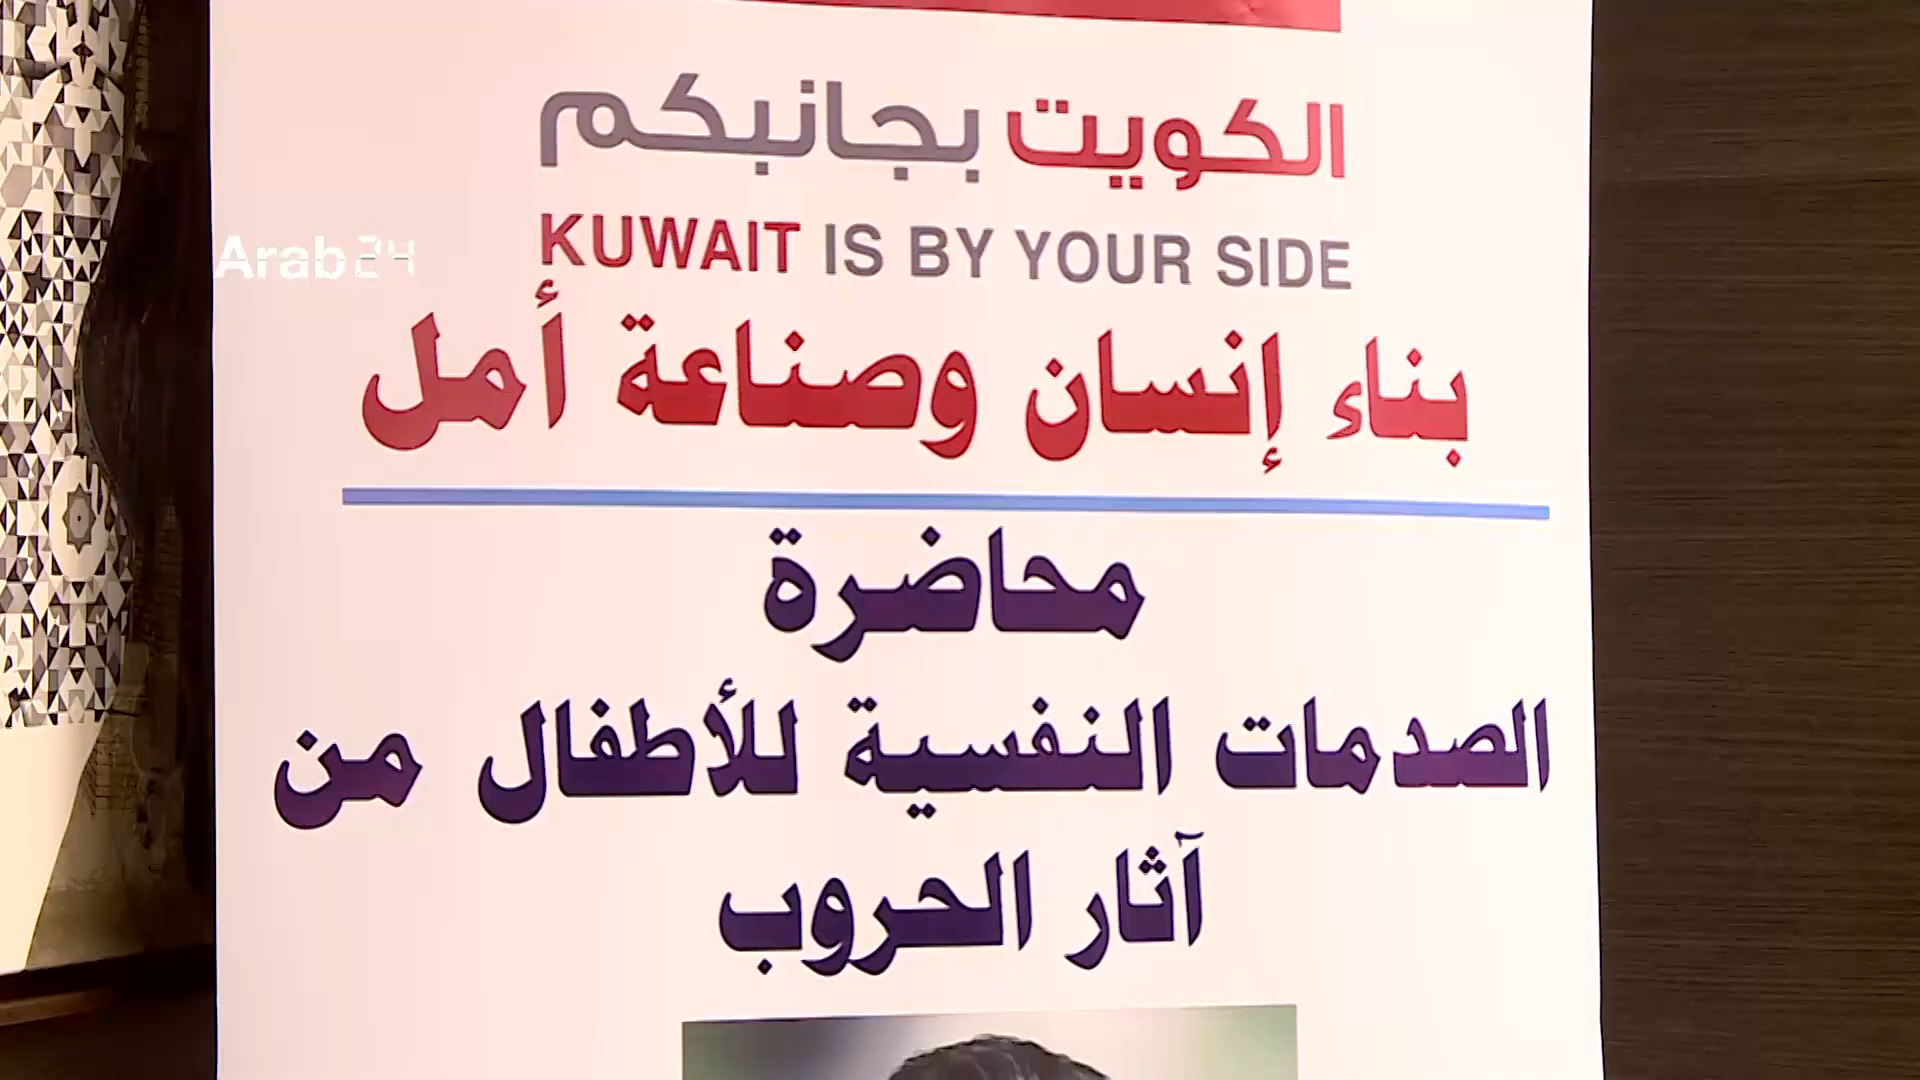 الكويت بجانبكم
KUWAIT IS BY YOUR SIDE
Arab24
بناء إنسان وصناعة أمل
محاضرة
الصدمات النفسية للأطفال من
آثار الحروب